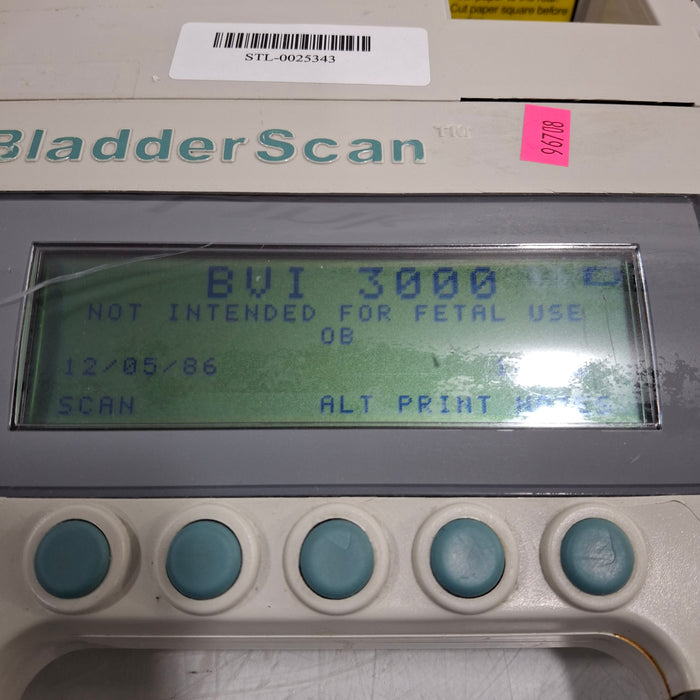 Cut paper square before
STL-0025343
BladderScan TM
96708
BVI 3000
NOT INTENDED FOR FETAL USE
OB
12/05/86
SCAN ALT PRINT